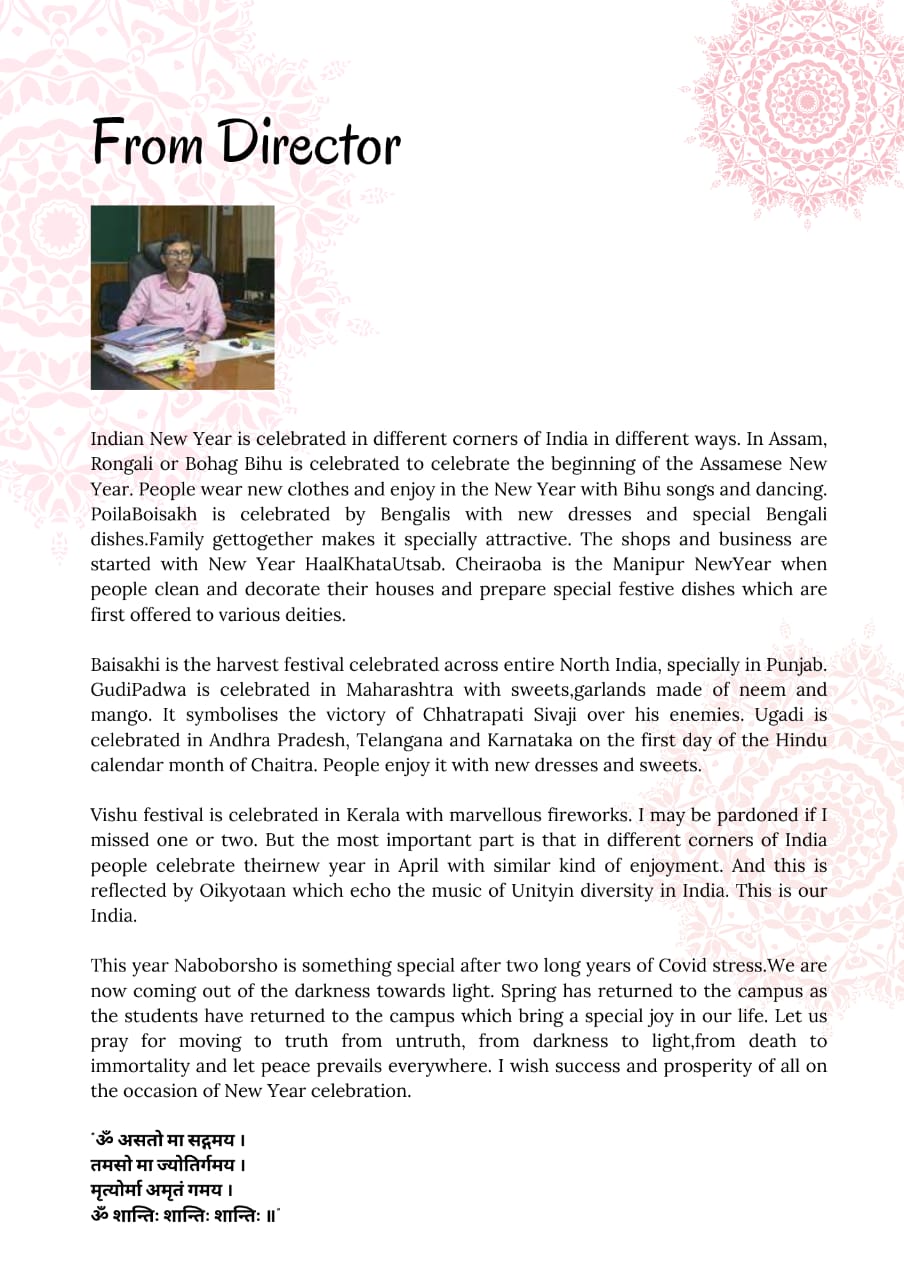 From Director
Indian New Year is celebrated in different corners of India in different ways. In Assam,
Rongali or Bohag Bihu is celebrated to celebrate the beginning of the Assamese New
Year. People wear new clothes and enjoy in the New Year with Bihu songs and dancing.
PoilaBoisakh is celebrated by Bengalis with new dresses and special Bengali
dishes.Family gettogether makes it specially attractive. The shops and business are
started with New Year HaalKhataUtsab. Cheiraoba is the Manipur NewYear when
people clean and decorate their houses and prepare special festive dishes which are
first offered to various deities.
Baisakhi is the harvest festival celebrated across entire North India, specially in Punjab.
GudiPadwa is celebrated in Maharashtra with sweets,garlands made of neem and
mango. It symbolises the victory of Chhatrapati Sivaji over his enemies. Ugadi is
celebrated in Andhra Pradesh, Telangana and Karnataka on the first day of the Hindu
calendar month of Chaitra. People enjoy it with new dresses and sweets.
Vishu festival is celebrated in Kerala with marvellous fireworks. I may be pardoned if I
missed one or two. But the most important part is that in different corners of India
people celebrate theirnew year in April with similar kind of enjoyment. And this is
reflected by Oikyotaan which echo the music of Unityin diversity in India. This is our
India.
This year Naboborsho is something special after two long years of Covid stress.We are
now coming out of the darkness towards light. Spring has returned to the campus as
the students have returned to the campus which bring a special joy in our life. Let us
pray for moving to truth from untruth, from darkness to light,from death to
immortality and let peace prevails everywhere. I wish success and prosperity of all on
the occasion of New Year celebration.
"ॐ असतो मा सद्गमय ।
तमसो मा ज्योतिर्गमय ।
मृत्योर्मा अमृतं गमय ।
ॐ शान्तिः शान्तिः शान्तिः ॥"